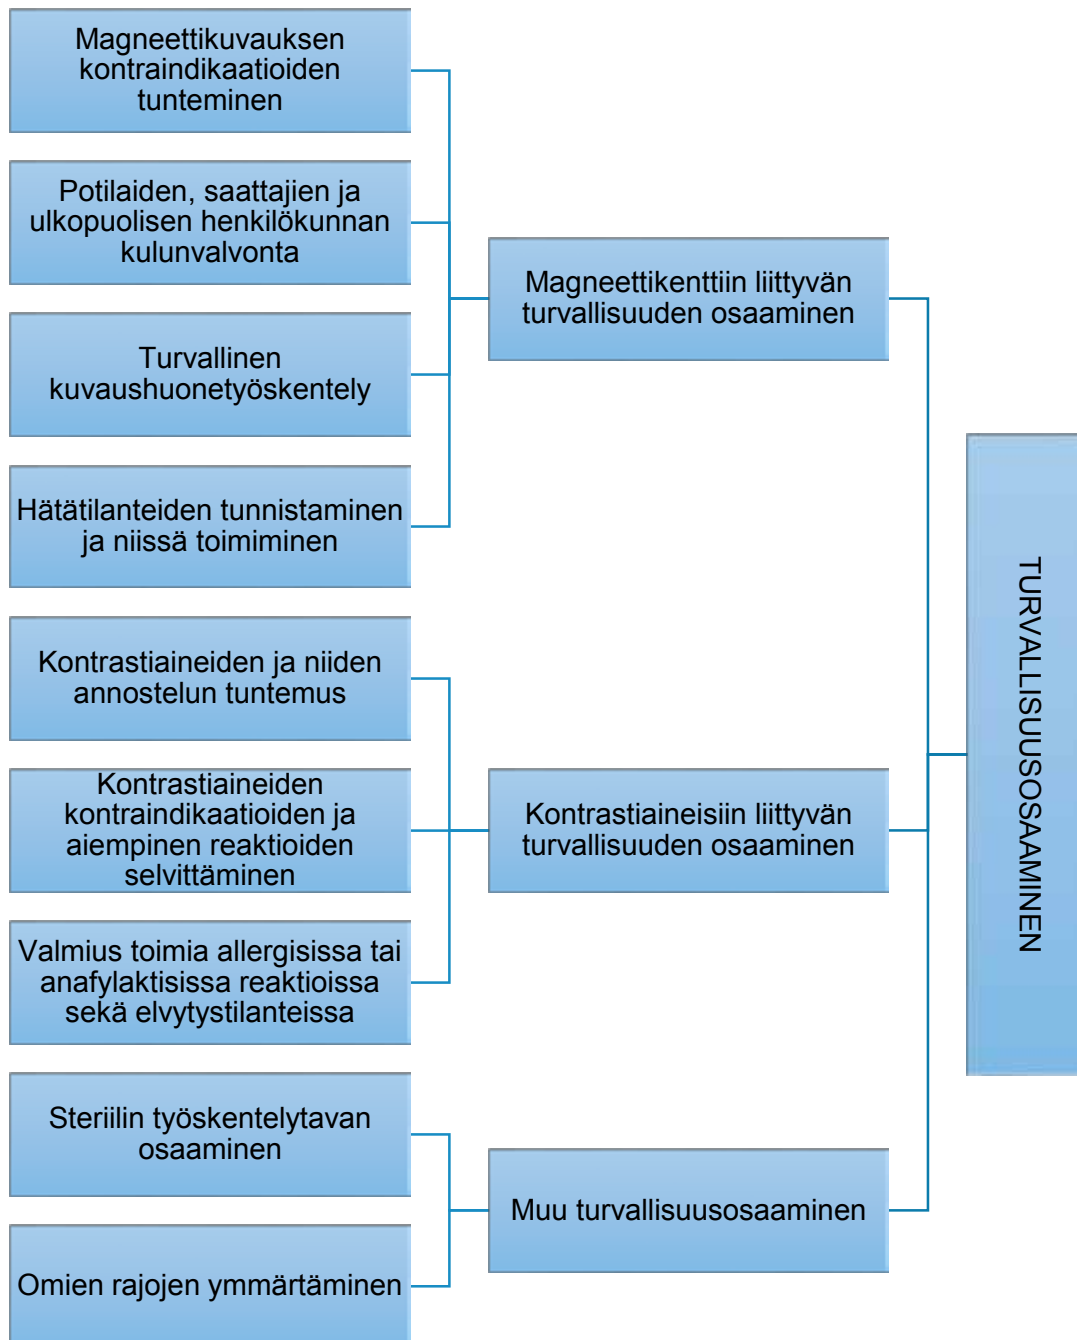 Magneettikuvauksen
kontraindikaatioiden
tunteminen
Potilaiden, saattajien ja
ulkopuolisen henkilökunnan
kulunvalvonta
Turvallinen
kuvaushuonetyöskentely
Hätätilanteiden tunnistaminen
ja niissä toimiminen
Magneettikenttiin liittyvän
turvallisuuden osaaminen
Kontrastiaineiden ja niiden
annostelun tuntemus
Kontrastiaineiden
kontraindikaatioiden ja
aiempinen reaktioiden
selvittäminen
Valmius toimia allergisissa tai
anafylaktisissa reaktioissa
sekä elvytystilanteissa
Kontrastiaineisiin liittyvän
turvallisuuden osaaminen
Steriilin työskentelytavan
osaaminen
Omien rajojen ymmärtäminen
Muu turvallisuusosaaminen
TURVALLISUUSOSAAMINEN